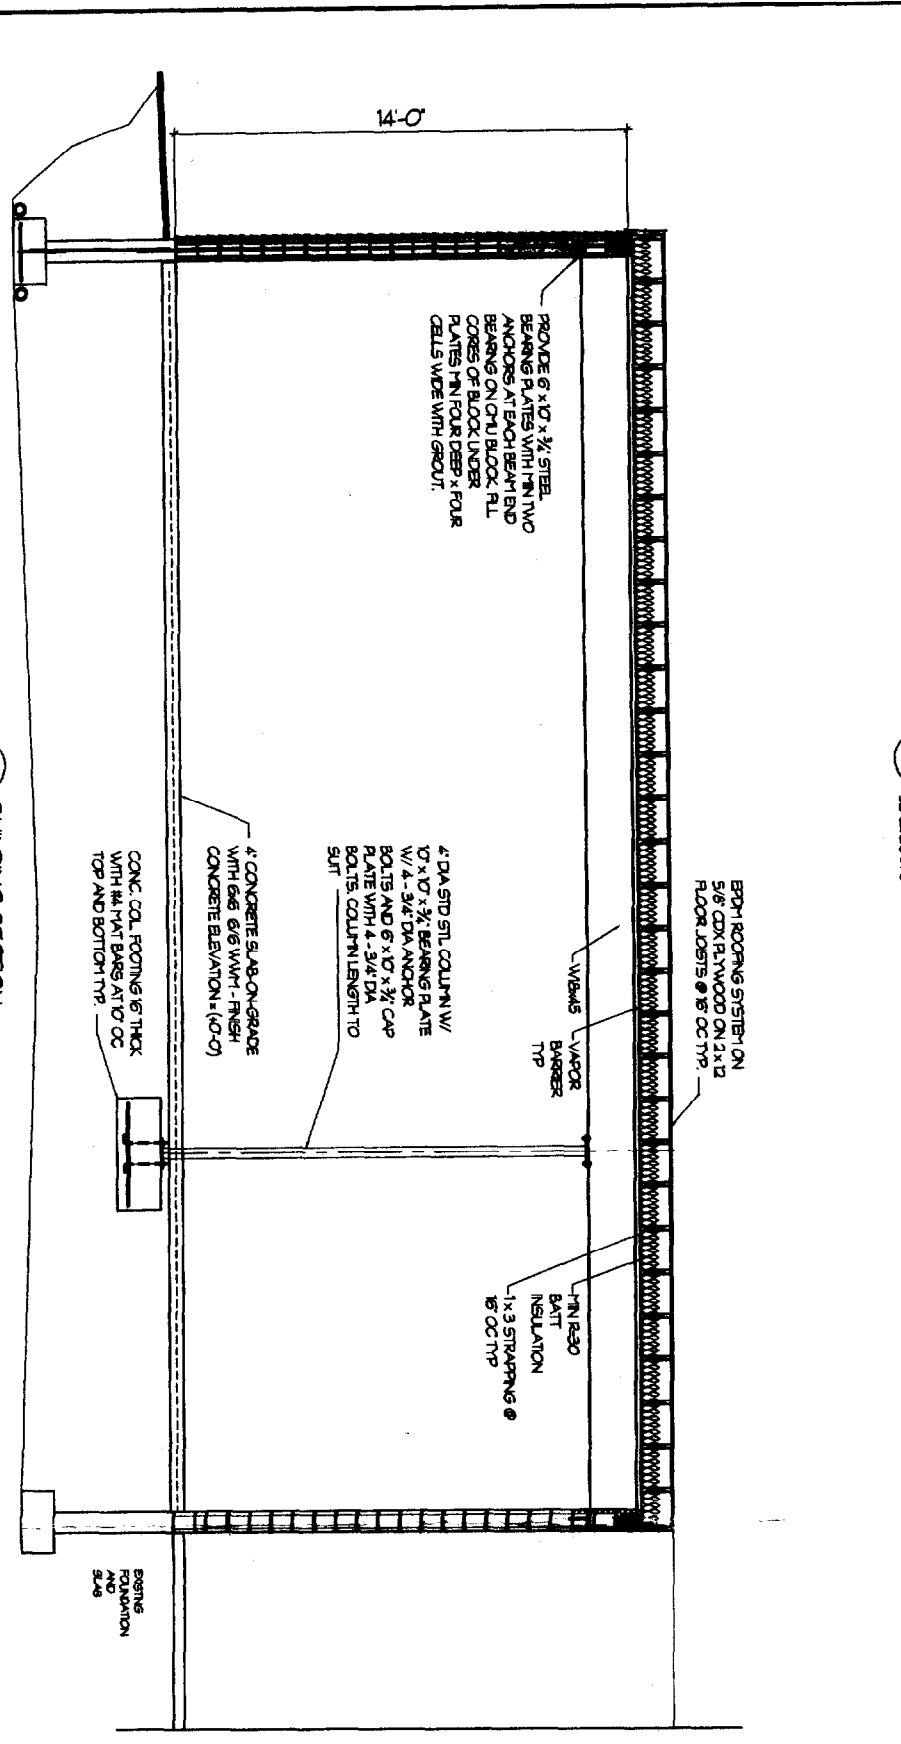 14'-0"
PROVIDE 6" x 10" x 3/4" STEEL
BEARING PLATES WITH MIN TWO
ANCHORS AT EACH BEAM END
BEARING ON CMU BLOCK. FILL
CORES OF BLOCK UNDER
PLATES MIN FOUR DEEP x FOUR
CELLS WIDE WITH GROUT.
EPDM ROOFING SYSTEM ON
5/8" CDX PLYWOOD ON 2 x 12
FLOOR JOISTS @ 16" OC TYP.
W18x45
VAPOR
BARRIER
TYP
4" DIA STD STL COLUMN W/
10" x 10" x 3/4" BEARING PLATE
W/ 4 - 3/4" DIA ANCHOR
BOLTS AND 6" x 10" x 3/4" CAP
PLATE WITH 4 - 3/4" DIA
BOLTS. COLUMN LENGTH TO
SUIT
4" CONCRETE SLAB-ON-GRADE
WITH 6x6 6/6 WWM - FINISH
CONCRETE ELEVATION = (+0'-0")
CONC. COL FOOTING 16" THICK
WITH #4 MAT BARS AT 10" OC
TOP AND BOTTOM TYP.
MIN R-30
BATT
INSULATION
1 x 3 STRAPPING @
16" OC TYP
EXISTING
FOUNDATION
AND
SLAB